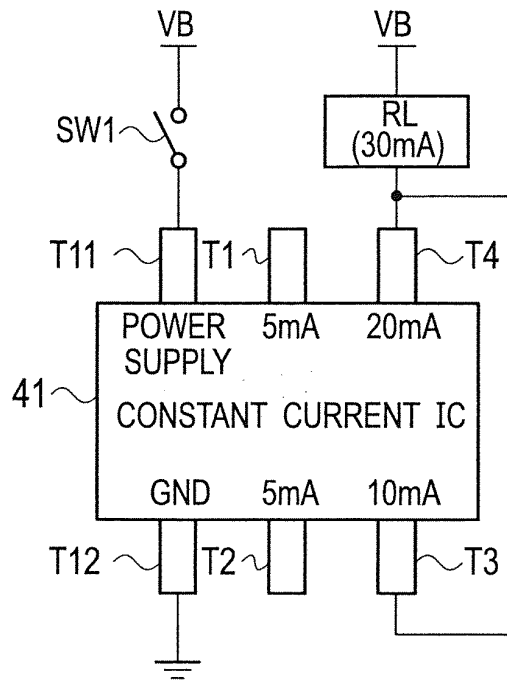 VB VB
SW1 RL
(30mA)
T11 T1 T4
POWER SUPPLY 5mA 20mA
41 CONSTANT CURRENT IC
GND 5mA 10mA
T12 T2 T3